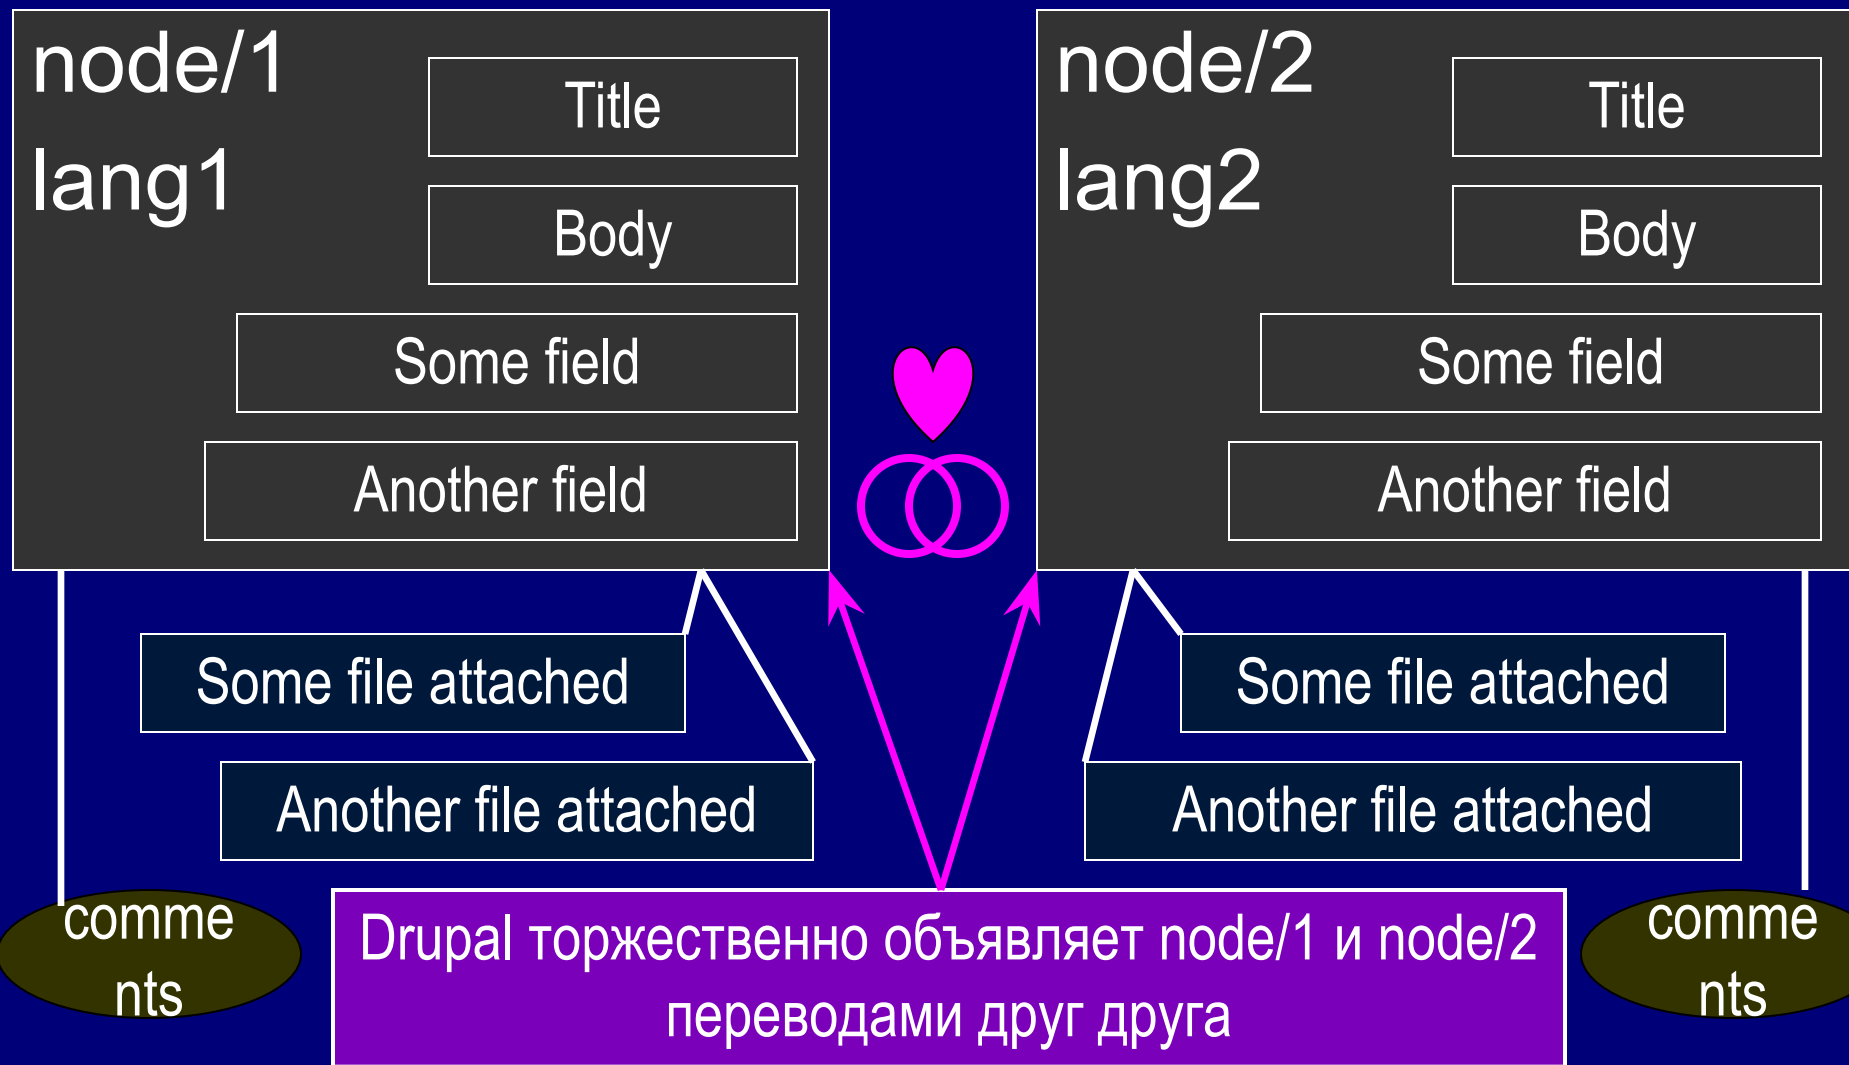 node/1
lang1
Title
Body
Some field
Another field
Some file attached
Another file attached
comme
nts
node/2
lang2
Title
Body
Some field
Another field
Some file attached
Another file attached
comme
nts
Drupal торжественно объявляет node/1 и node/2
переводами друг друга